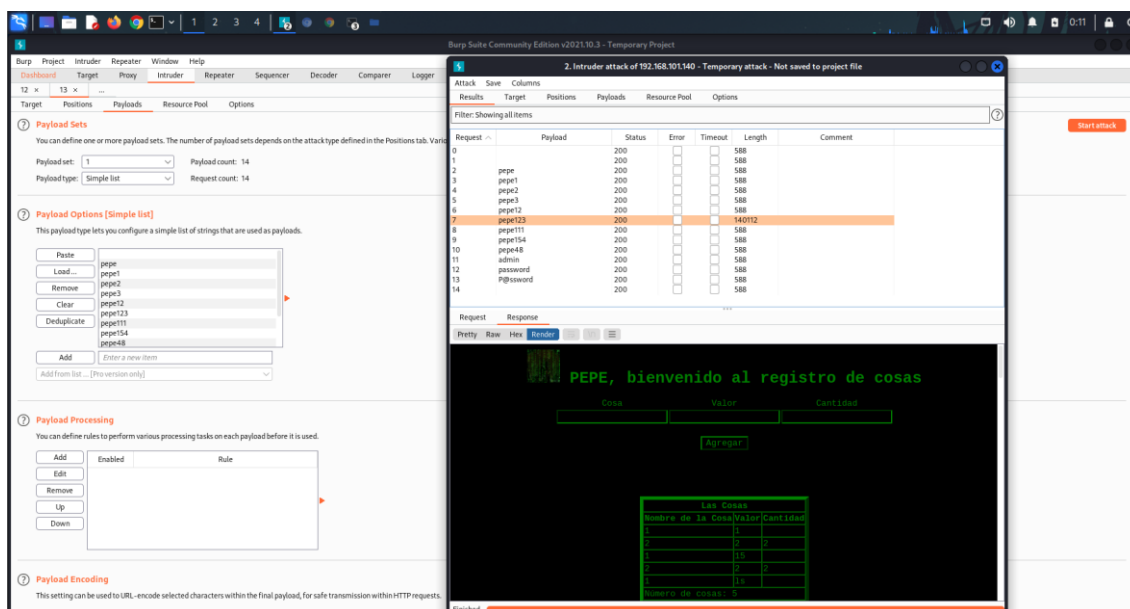 1 2 3 4
0:11
Burp Suite Community Edition v2021.10.3 - Temporary Project
Burp Project Intruder Repeater Window Help
Dashboard Target Proxy Intruder Repeater Sequencer Decoder Comparer Logger
12 × 13 × ...
Target Positions Payloads Resource Pool Options
Payload Sets
You can define one or more payload sets. The number of payload sets depends on the attack type defined in the Positions tab. Vario
Start attack
Payload set: 1 Payload count: 14
Payload type: Simple list Request count: 14
Payload Options [Simple list]
This payload type lets you configure a simple list of strings that are used as payloads.
Paste
Load ...
Remove
Clear
Deduplicate
pepe
pepe1
pepe2
pepe3
pepe12
pepe123
pepe111
pepe154
pepe48
Add Enter a new item
Add from list ... [Pro version only]
Payload Processing
You can define rules to perform various processing tasks on each payload before it is used.
Add
Edit
Remove
Up
Down
Enabled Rule
Payload Encoding
This setting can be used to URL-encode selected characters within the final payload, for safe transmission within HTTP requests.
2. Intruder attack of 192.168.101.140 - Temporary attack - Not saved to project file
Attack Save Columns
Results Target Positions Payloads Resource Pool Options
Filter: Showing all items
Request Payload Status Error Timeout Length Comment
0 200 588
1 200 588
2 pepe 200 588
3 pepe1 200 588
4 pepe2 200 588
5 pepe3 200 588
6 pepe12 200 588
7 pepe123 200 140112
8 pepe111 200 588
9 pepe154 200 588
10 pepe48 200 588
11 admin 200 588
12 password 200 588
13 P@ssword 200 588
14 200 588
Request Response
Pretty Raw Hex Render
PEPE, bienvenido al registro de cosas
Cosa Valor Cantidad
Agregar
Las Cosas
Nombre de la Cosa Valor Cantidad
1 1
2 2 2
1 15
2 2 2
1 1s
Número de cosas: 5
Finished